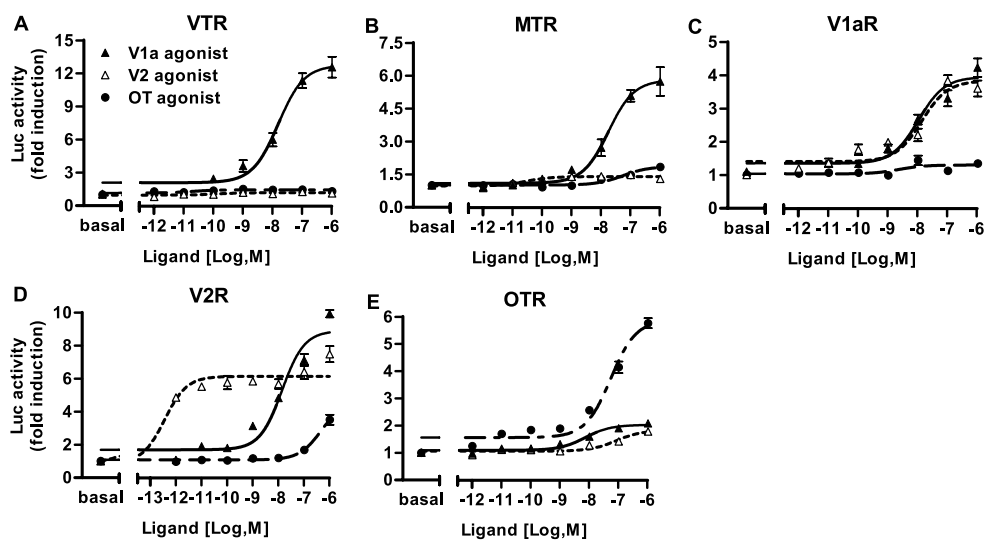 A VTR
V1a agonist
V2 agonist
OT agonist
Luc activity
(fold induction)
15
12
9
6
3
0
basal -12 -11 -10 -9 -8 -7 -6
Ligand [Log,M]
B MTR
7.5
6.0
4.5
3.0
1.5
0.0
basal -12 -11 -10 -9 -8 -7 -6
Ligand [Log,M]
C V1aR
5
4
3
2
1
0
basal -12 -11 -10 -9 -8 -7 -6
Ligand [Log,M]
D V2R
Luc activity
(fold induction)
10
8
6
4
2
0
basal -13 -12 -11 -10 -9 -8 -7 -6
Ligand [Log,M]
E OTR
6
5
4
3
2
1
0
basal -12 -11 -10 -9 -8 -7 -6
Ligand [Log,M]